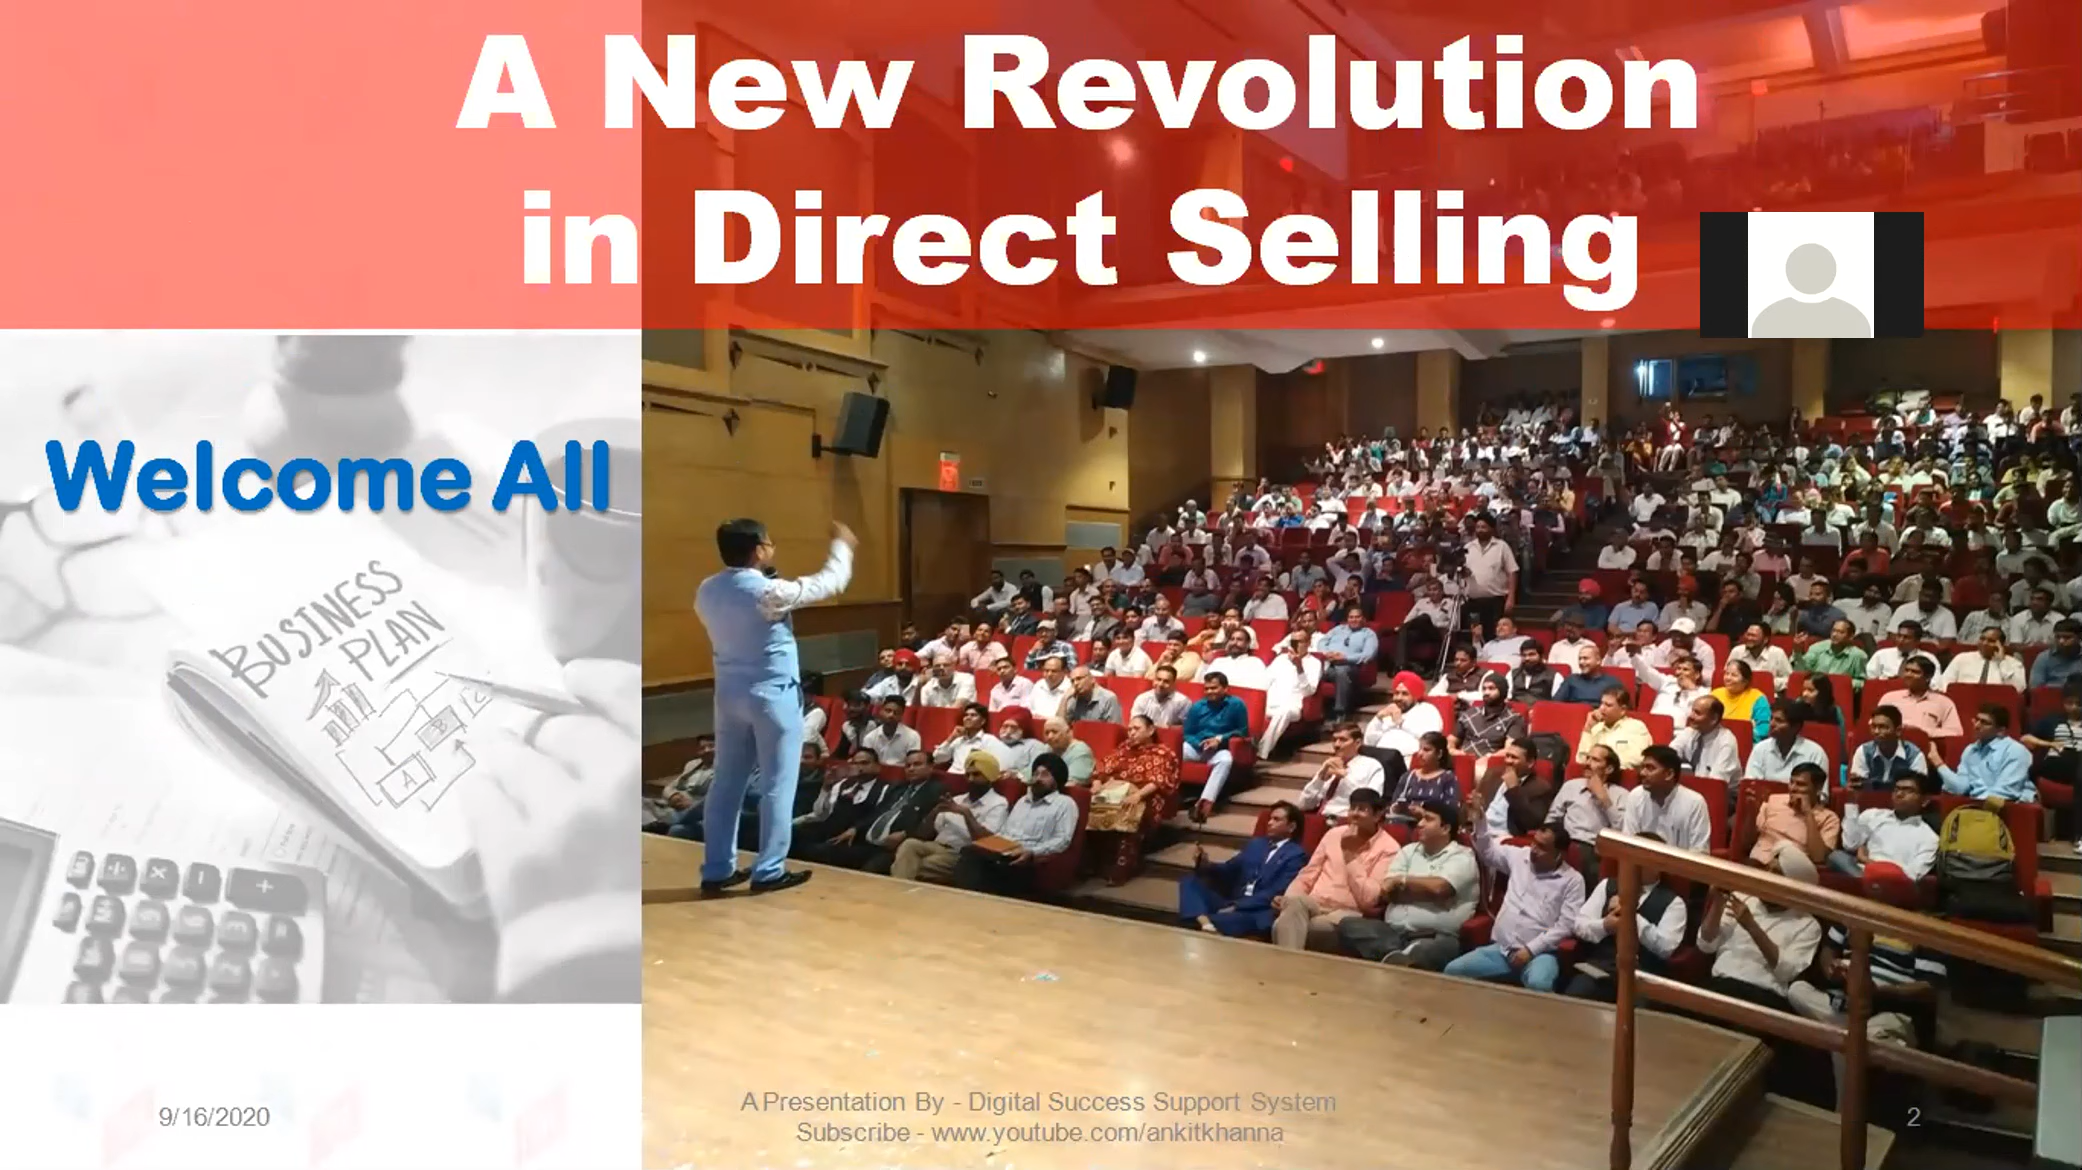 A New Revolution
in Direct Selling
Welcome All
BUSINESS
PLAN
B
A
9/16/2020
A Presentation By - Digital Success Support System
Subscribe - www.youtube.com/ankitkhanna
2